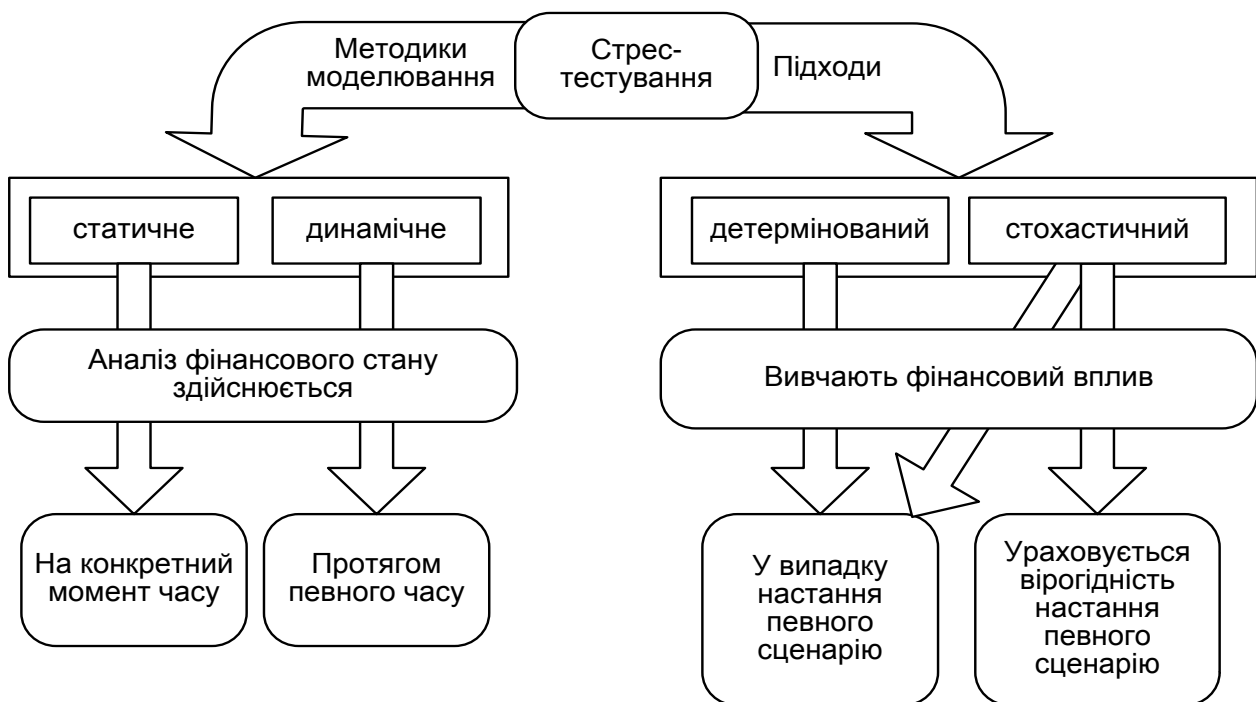 Методики
моделювання
Стрес-
тестування
Підходи
статичне
динамічне
детермінований
стохастичний
Аналіз фінансового стану
здійснюється
Вивчають фінансовий вплив
На конкретний
момент часу
Протягом
певного часу
У випадку
настання
певного
сценарію
Ураховується
вірогідність
настання
певного
сценарію